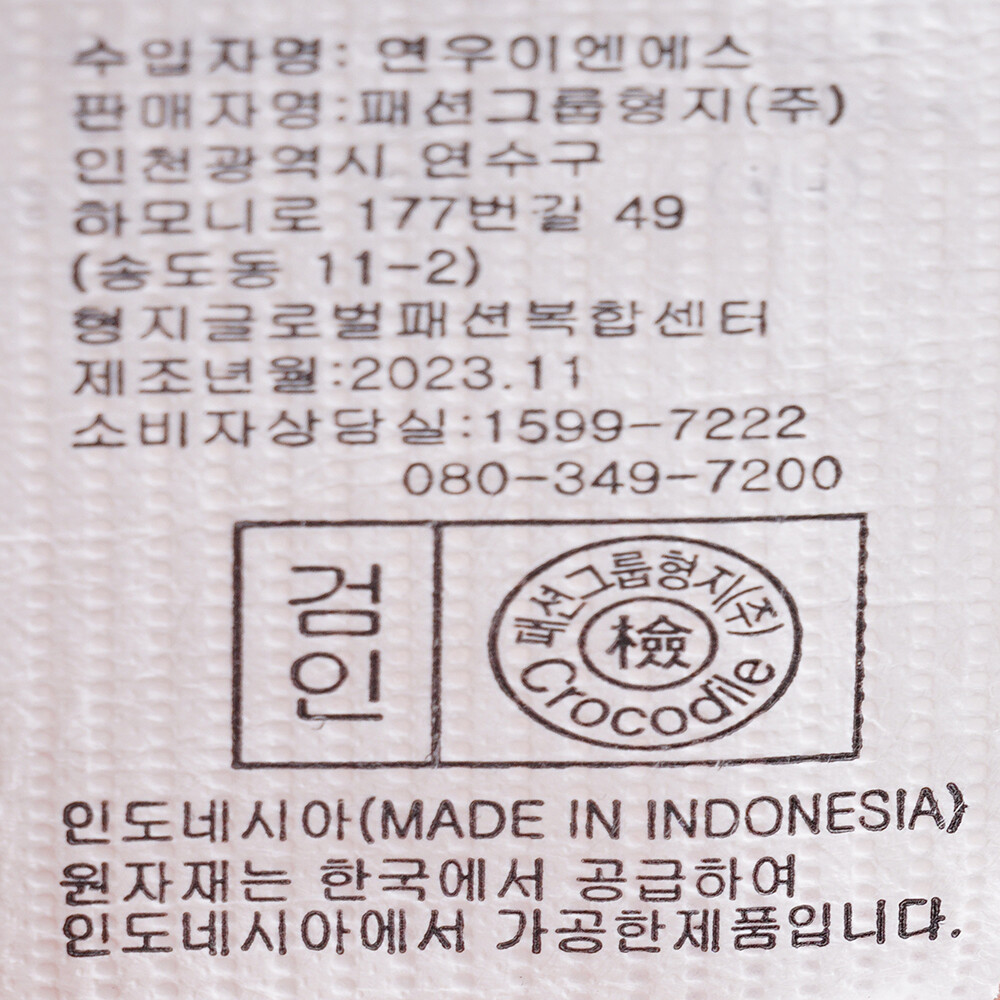 수입자명: 연우이엔에스
판매자명:패션그룹형지(주)
인천광역시 연수구
하모니로 177번길 49
(송도동 11-2)
형지글로벌패션복합센터
제조년월:2023.11
소비자상담실:1599-7222
080-349-7200
검인
패션그룹형지(주)
檢
Crocodile
인도네시아(MADE IN INDONESIA)
원자재는 한국에서 공급하여
인도네시아에서 가공한제품입니다.